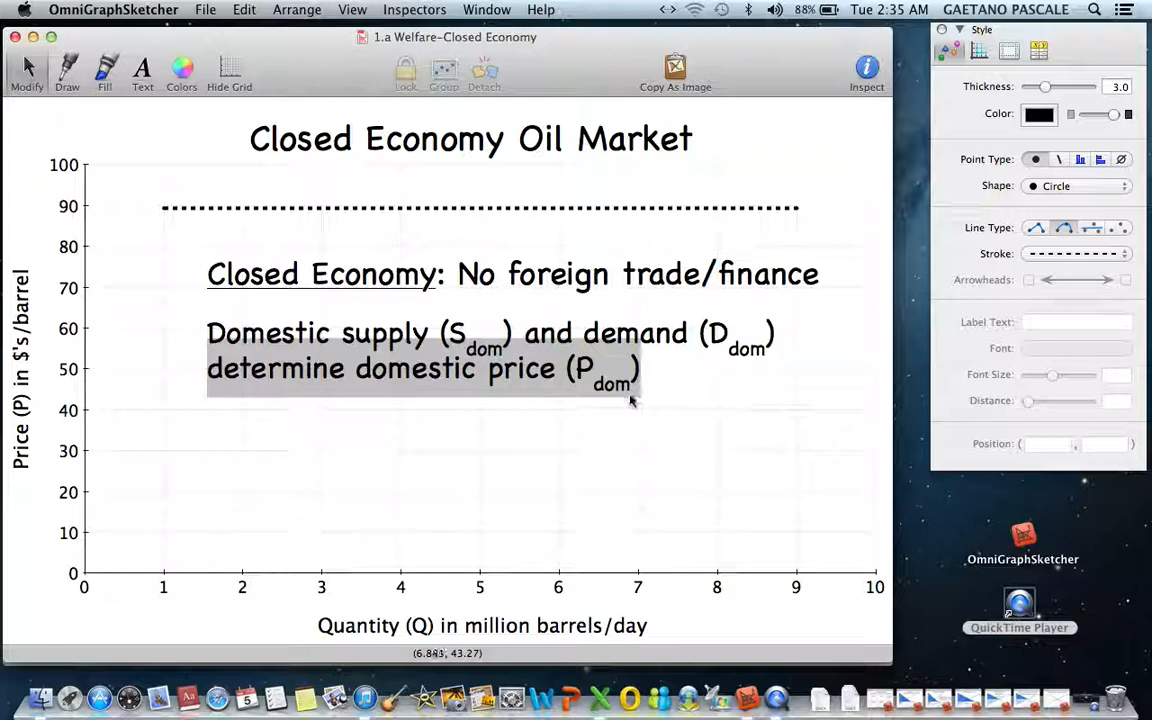 OmniGraphSketcher File Edit Arrange View Inspectors Window Help 88% Tue 2:35 AM GAETANO PASCALE
1.a Welfare-Closed Economy
Modify Draw Fill Text Colors Hide Grid Lock Group Detach Copy As Image Inspect
Closed Economy Oil Market
100
90
80
70
60
50
40
30
20
10
0
Price (P) in $'s/barrel
Closed Economy: No foreign trade/finance
Domestic supply (Sdom) and demand (Ddom)
determine domestic price (Pdom)
0 1 2 3 4 5 6 7 8 9 10
Quantity (Q) in million barrels/day
Style
Thickness: 3.0
Color:
Point Type:
Shape: Circle
Line Type:
Stroke:
Arrowheads:
Label Text:
Font:
Font Size:
Distance:
Position: ( , )
OmniGraphSketcher
QuickTime Player